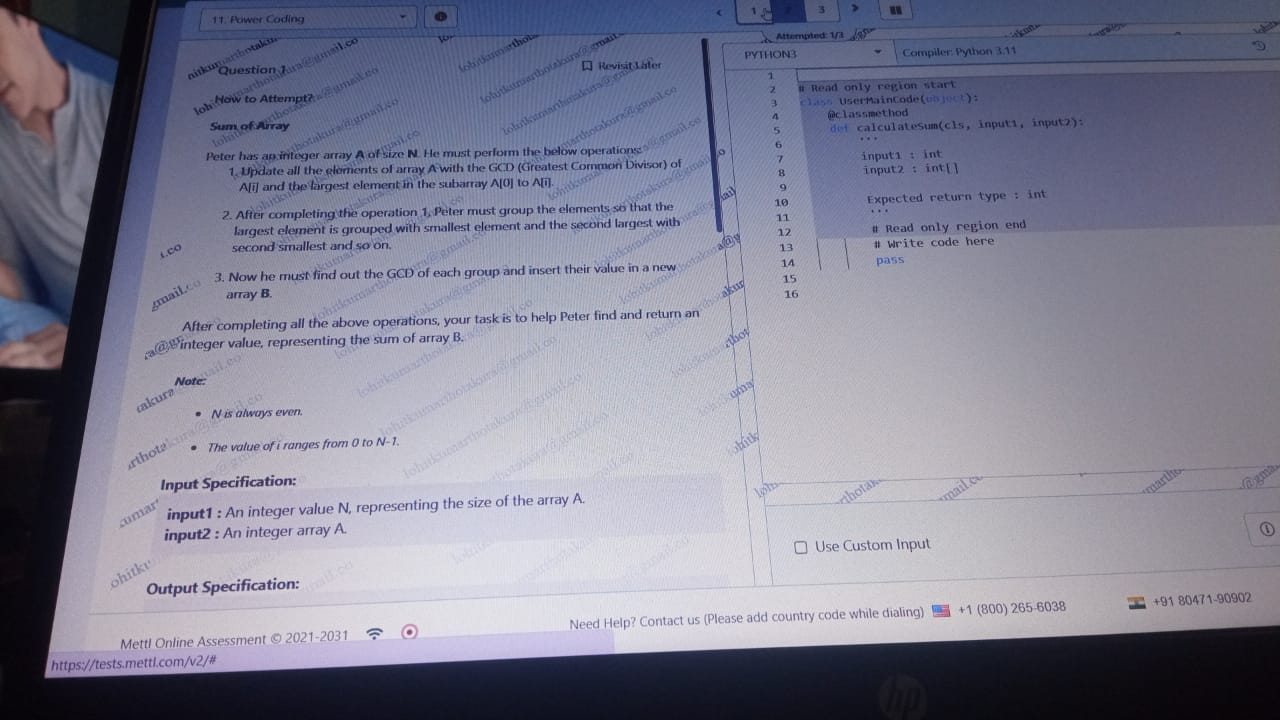 11. Power Coding
1
3
Attempted: 1/3
Question 1
Revisit Later
How to Attempt?
Sum of Array
Peter has an integer array A of size N. He must perform the below operations:
1. Update all the elements of array A with the GCD (Greatest Common Divisor) of
A[i] and the largest element in the subarray A[0] to A[i].
2. After completing the operation 1, Peter must group the elements so that the
largest element is grouped with smallest element and the second largest with
second smallest and so on.
3. Now he must find out the GCD of each group and insert their value in a new
array B.
After completing all the above operations, your task is to help Peter find and return an
integer value, representing the sum of array B.
Note:
• N is always even.
• The value of i ranges from 0 to N-1.
Input Specification:
input1 : An integer value N, representing the size of the array A.
input2 : An integer array A.
Output Specification:
PYTHON3
Compiler: Python 3.11
1
2 # Read only region start
3 class UserMainCode(object):
4 @classmethod
5 def calculateSum(cls, input1, input2):
6 '''
7 input1 : int
8 input2 : int[]
9
10 Expected return type : int
11 '''
12 # Read only region end
13 # Write code here
14 pass
15
16
Use Custom Input
Mettl Online Assessment © 2021-2031
Need Help? Contact us (Please add country code while dialing) +1 (800) 265-6038 +91 80471-90902
https://tests.mettl.com/v2/#
hp